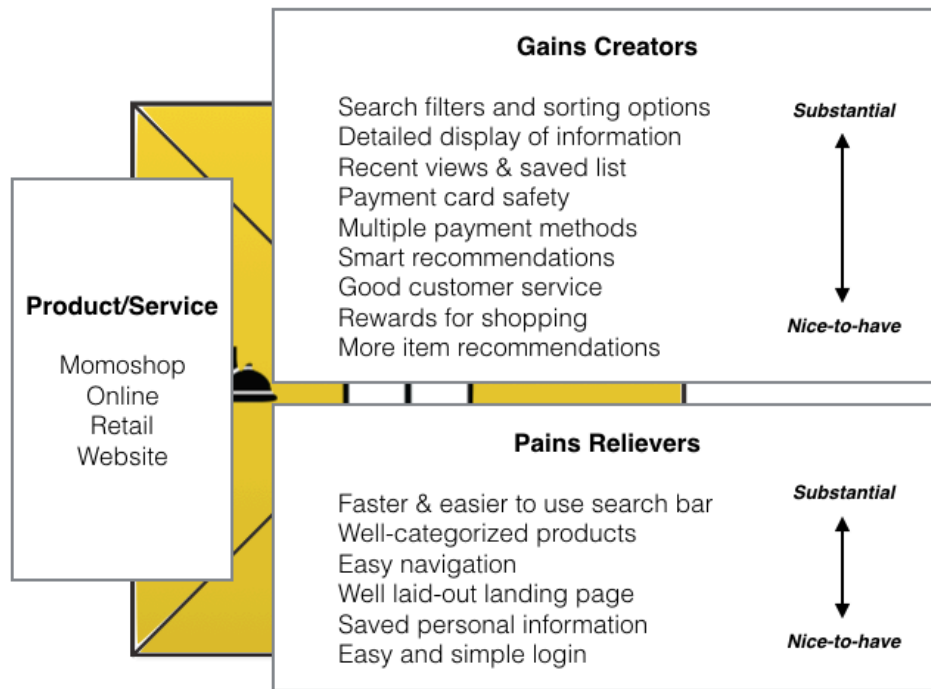 Gains Creators
Search filters and sorting options
Detailed display of information
Recent views & saved list
Payment card safety
Multiple payment methods
Smart recommendations
Good customer service
Rewards for shopping
More item recommendations
Substantial
Nice-to-have
Product/Service
Momoshop
Online
Retail
Website
Pains Relievers
Faster & easier to use search bar
Well-categorized products
Easy navigation
Well laid-out landing page
Saved personal information
Easy and simple login
Substantial
Nice-to-have